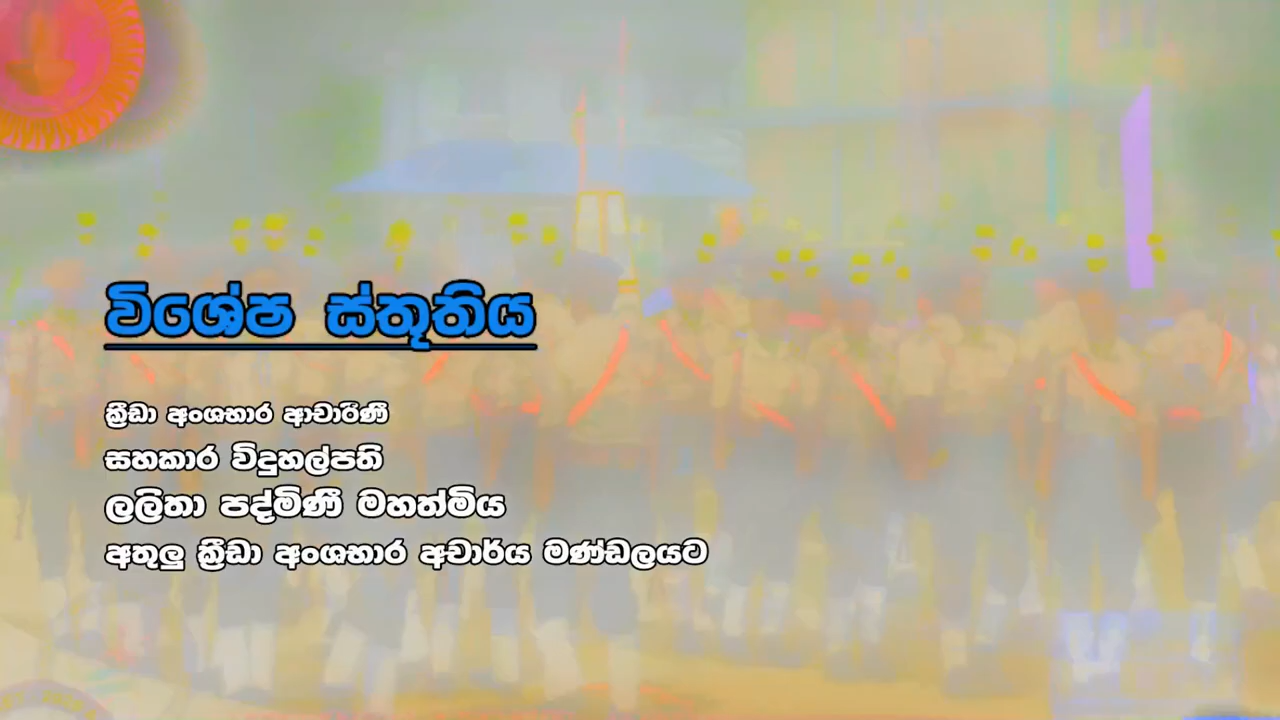 විශේෂ ස්තූතිය
ක්‍රීඩා අංශභාර ආචාරිණී
සහකාර විදුහල්පති
ලලිතා පද්මිණී මහත්මිය
අතුලු ක්‍රීඩා අංශභාර අචාර්ය මණ්ඩලයට